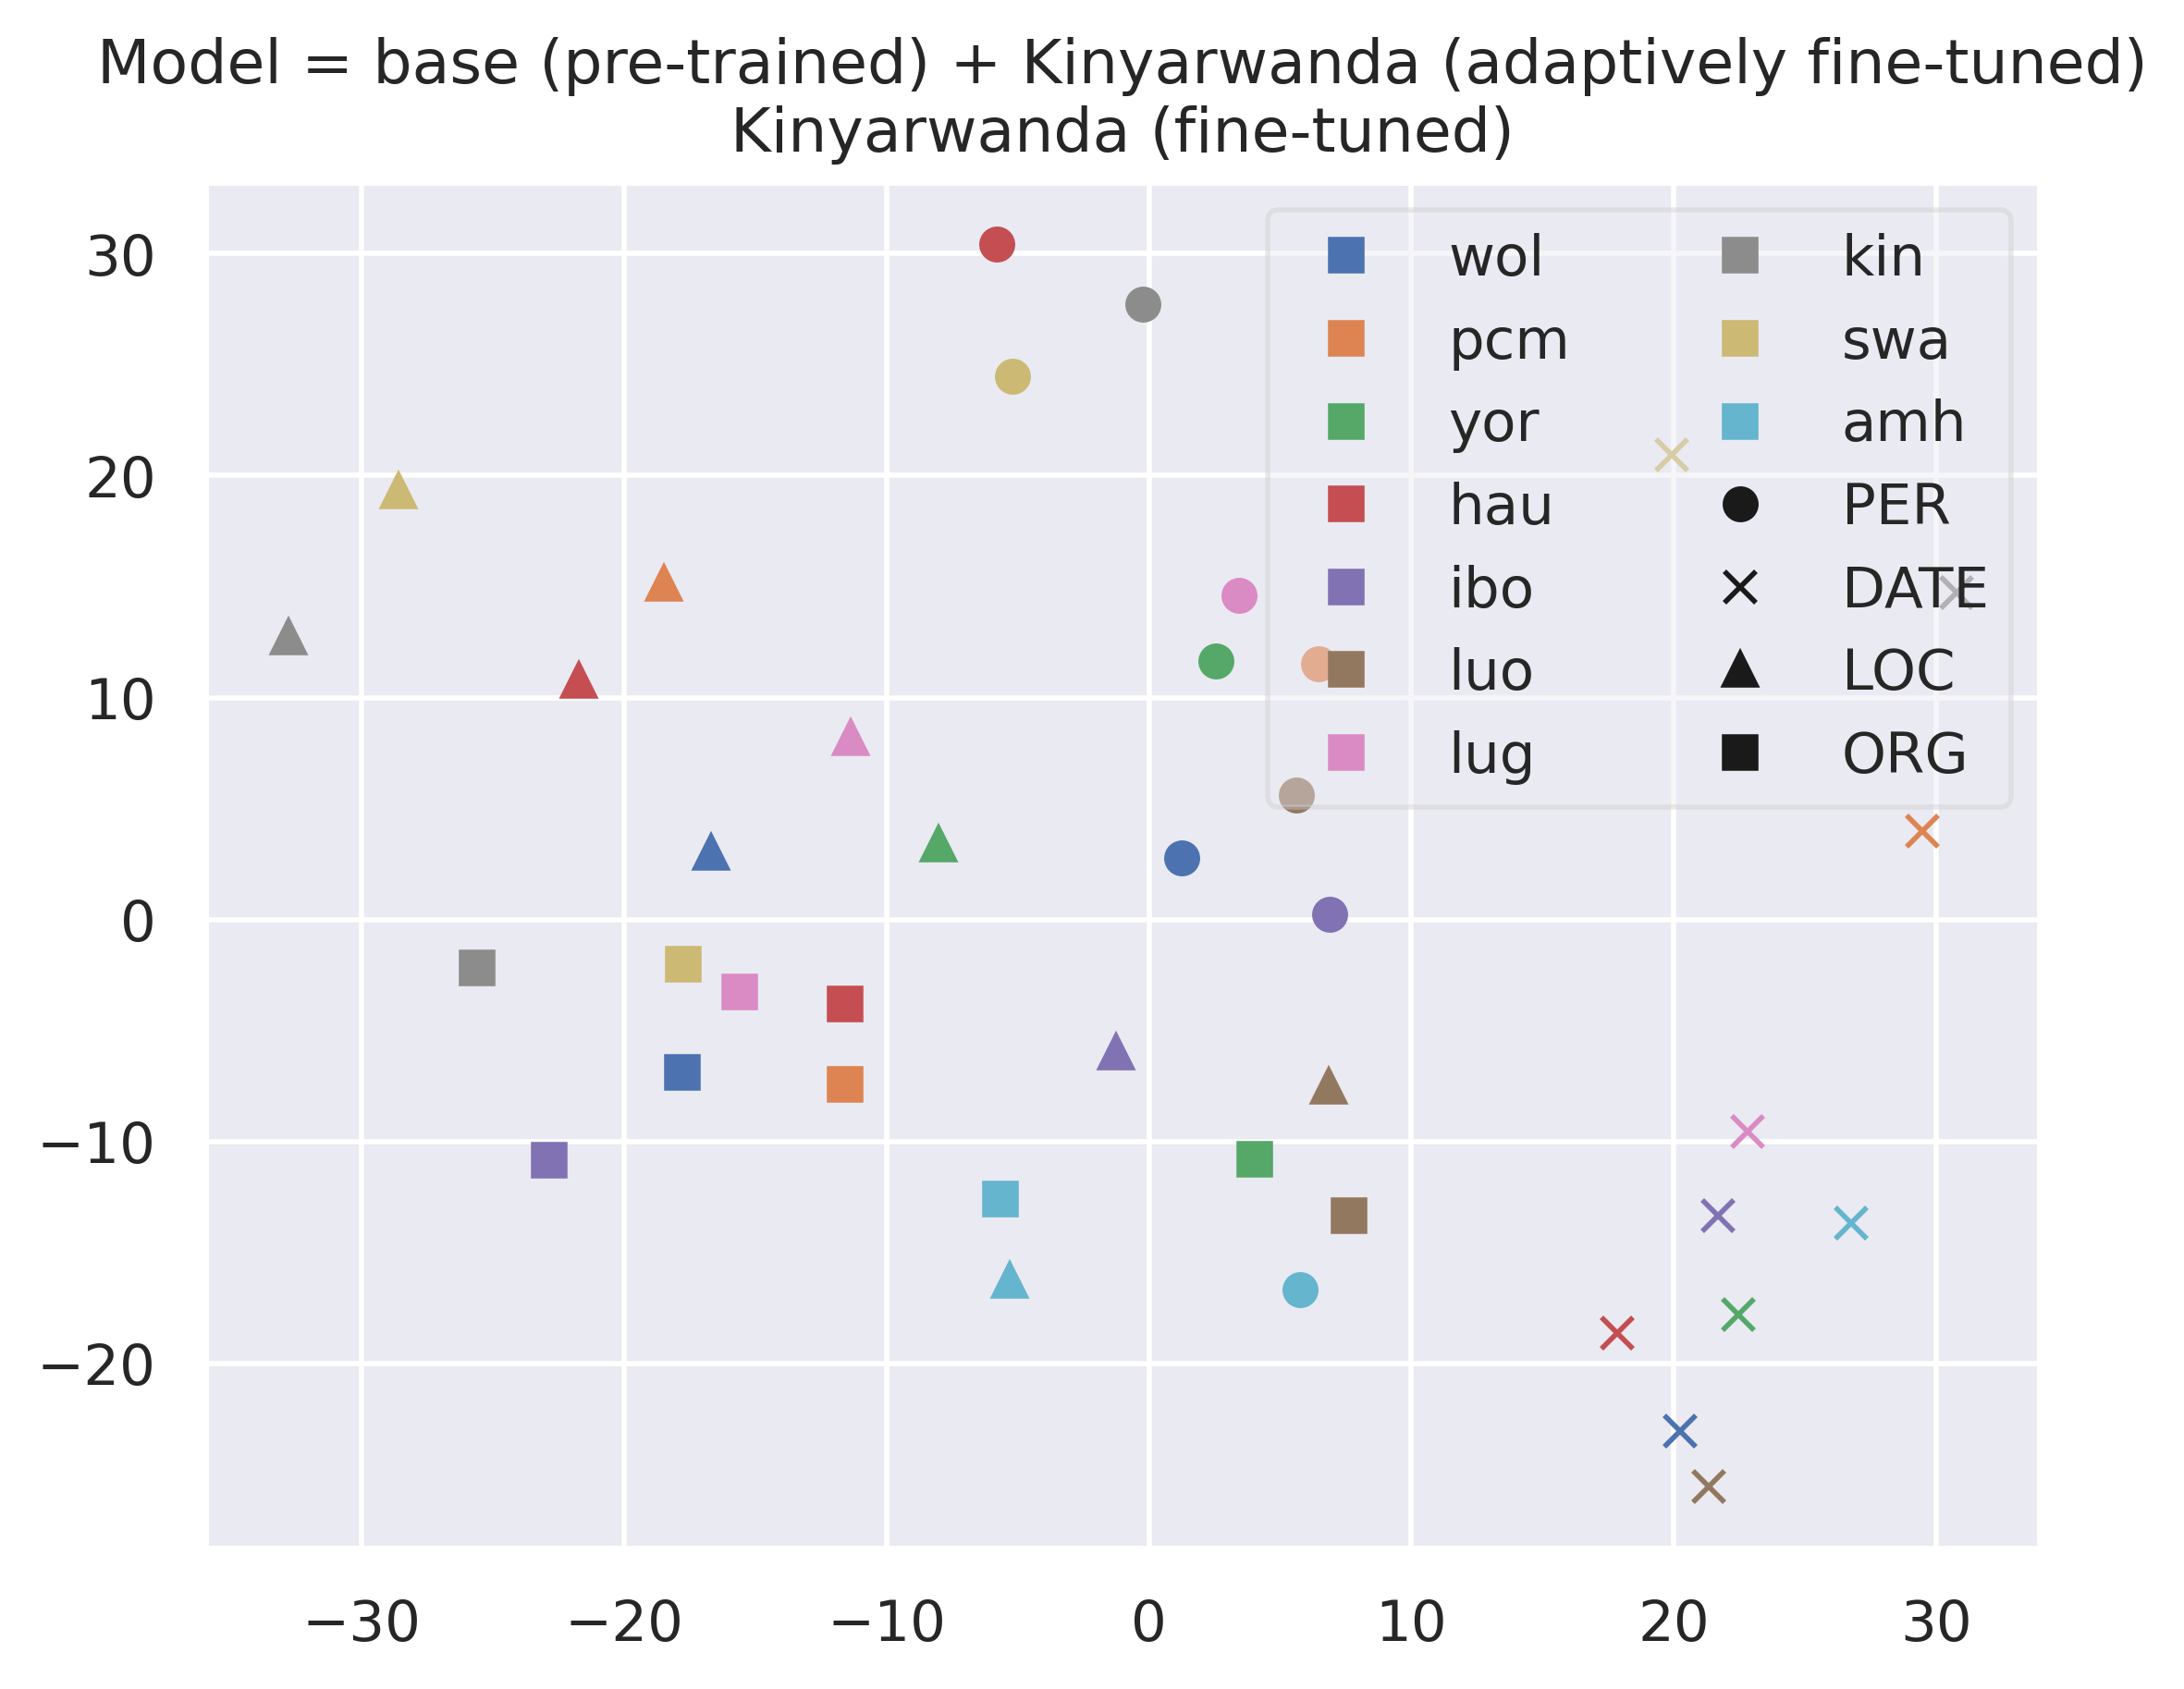 Model = base (pre-trained) + Kinyarwanda (adaptively fine-tuned)
Kinyarwanda (fine-tuned)
30
20
10
0
−10
−20
wol
pcm
yor
hau
ibo
luo
lug
kin
swa
amh
PER
DATE
LOC
ORG
−30 −20 −10 0 10 20 30